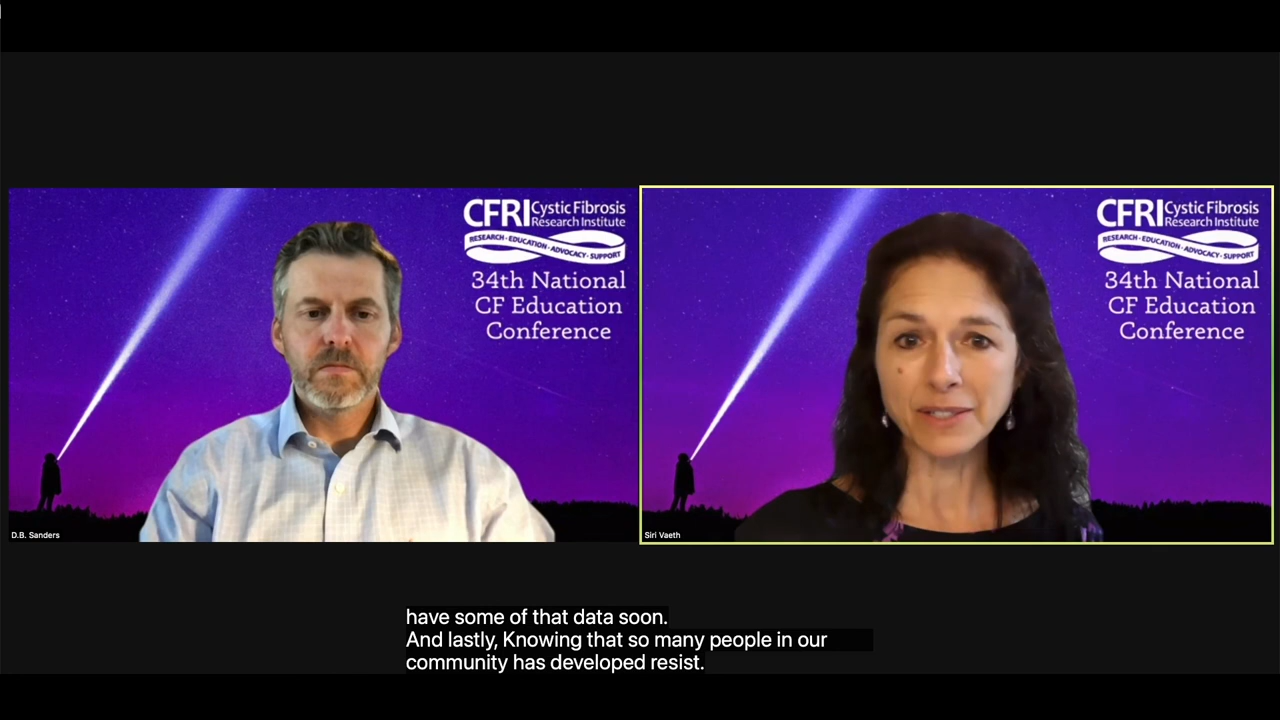 CFRI Cystic Fibrosis
Research Institute
RESEARCH · EDUCATION · ADVOCACY · SUPPORT
34th National
CF Education
Conference
D.B. Sanders
CFRI Cystic Fibrosis
Research Institute
RESEARCH · EDUCATION · ADVOCACY · SUPPORT
34th National
CF Education
Conference
Siri Vaeth
have some of that data soon.
And lastly, Knowing that so many people in our
community has developed resist.